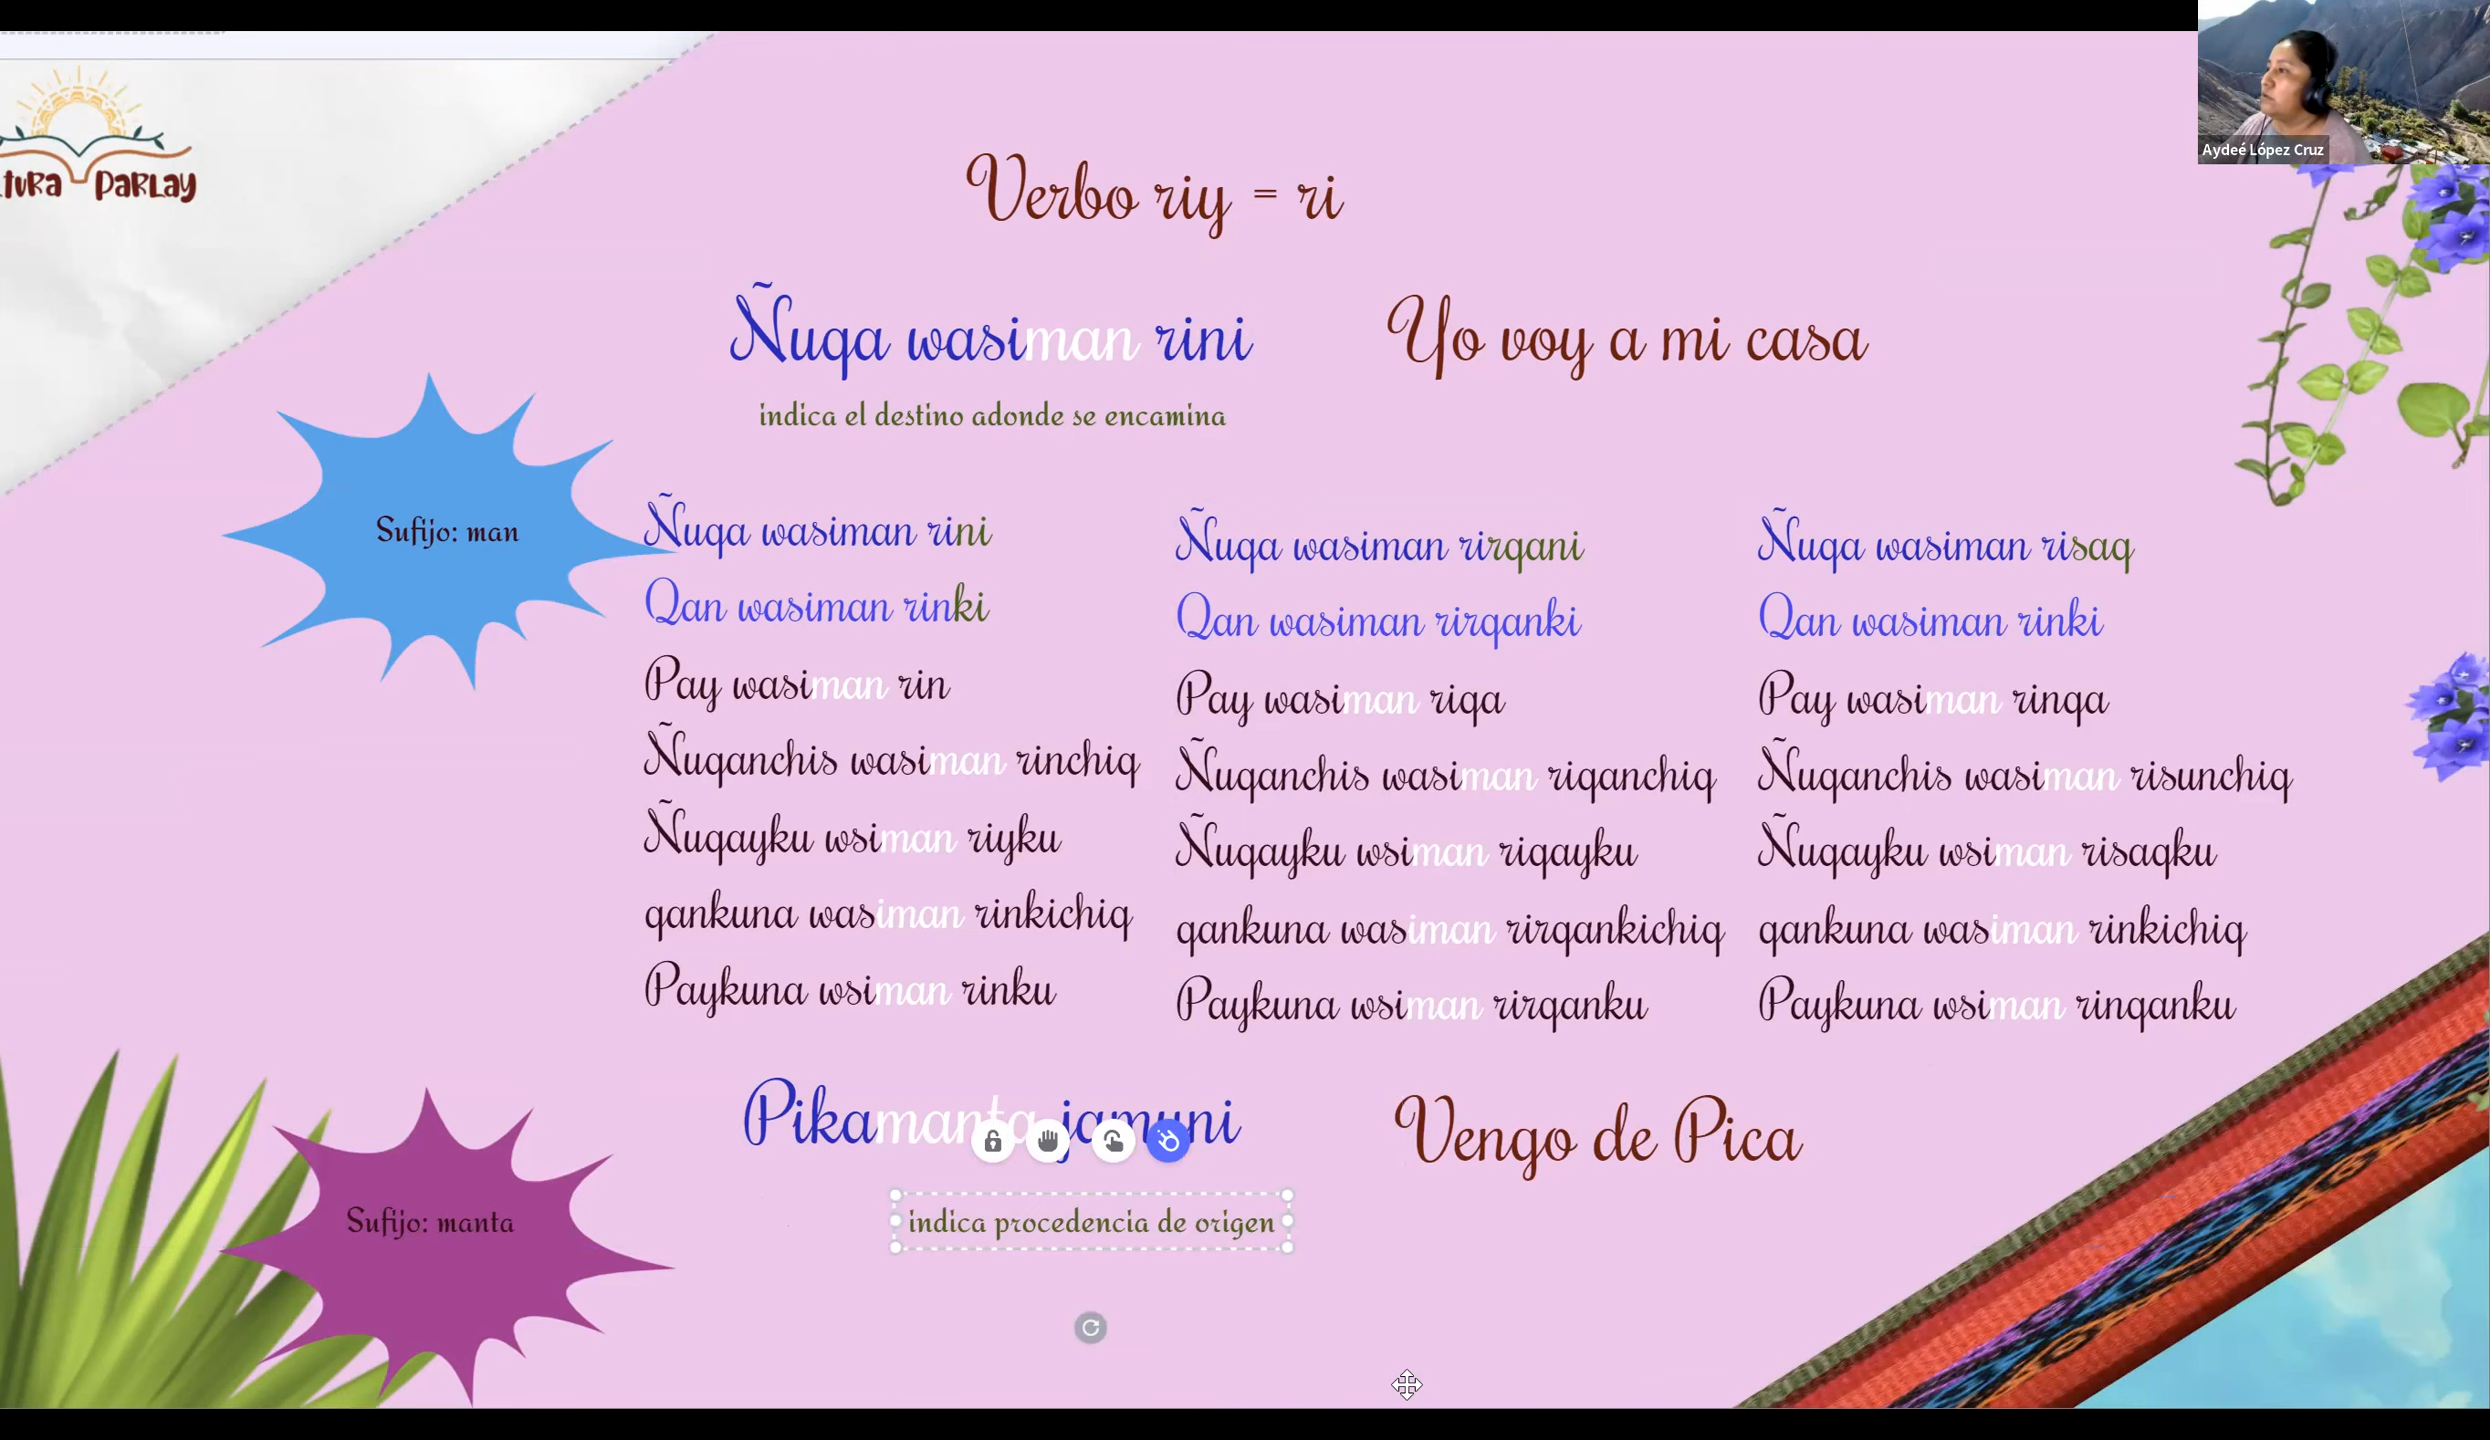 tura Parlay
Aydeé López Cruz
Verbo riy = ri
Ñuqa wasiman rini
Yo voy a mi casa
indica el destino adonde se encamina
Sufijo: man
Ñuqa wasiman rini
Qan wasiman rinki
Pay wasiman rin
Ñuqanchis wasiman rinchiq
Ñuqayku wsiman riyku
qankuna wasiman rinkichiq
Paykuna wsiman rinku
Ñuqa wasiman rirqani
Qan wasiman rirqanki
Pay wasiman riqa
Ñuqanchis wasiman riqanchiq
Ñuqayku wsiman riqayku
qankuna wasiman rirqankichiq
Paykuna wsiman rirqanku
Ñuqa wasiman risaq
Qan wasiman rinki
Pay wasiman rinqa
Ñuqanchis wasiman risunchiq
Ñuqayku wsiman risaqku
qankuna wasiman rinkichiq
Paykuna wsiman rinqanku
Pikamanta jamuni
Vengo de Pica
Sufijo: manta
indica procedencia de origen